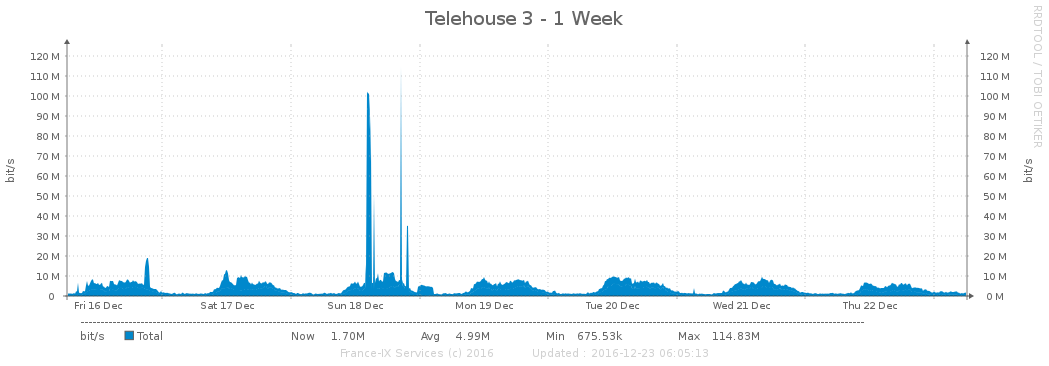 Telehouse 3 - 1 Week
RRDTOOL / TOBI OETIKER
bit/s
120 M 120 M
110 M 110 M
100 M 100 M
90 M 90 M
80 M 80 M
70 M 70 M
60 M 60 M
50 M 50 M
40 M 40 M
30 M 30 M
20 M 20 M
10 M 10 M
0 0 M
bit/s
Fri 16 Dec Sat 17 Dec Sun 18 Dec Mon 19 Dec Tue 20 Dec Wed 21 Dec Thu 22 Dec
bit/s Total Now 1.70M Avg 4.99M Min 675.53k Max 114.83M
France-IX Services (c) 2016 Updated : 2016-12-23 06:05:13